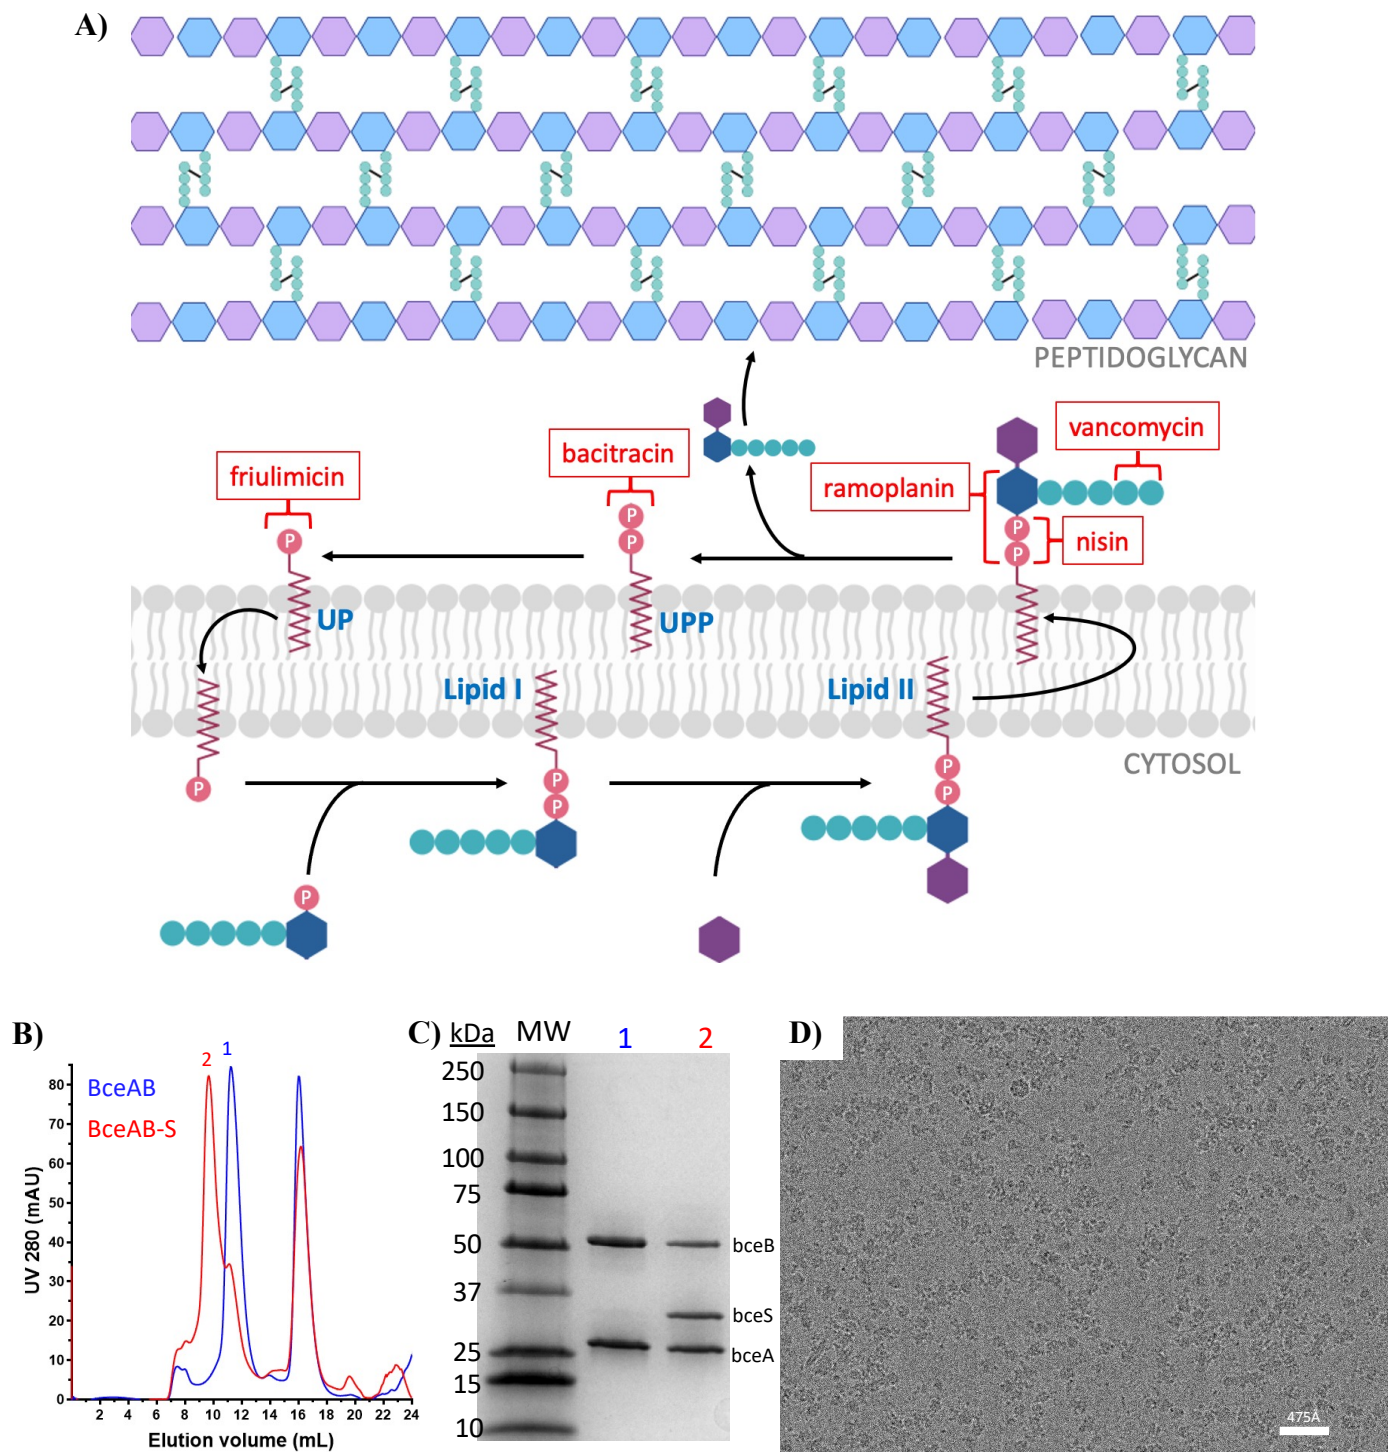 A)
PEPTIDOGLYCAN
vancomycin
bacitracin
friulimicin
ramoplanin
P
P
P
P
P
nisin
UP
UPP
Lipid I
Lipid II
CYTOSOL
P
P
P
P
P
P
B)
2
1
BceAB
BceAB-S
UV 280 (mAU)
80
70
60
50
40
30
20
10
0
2 4 6 8 10 12 14 16 18 20 22 24
Elution volume (mL)
C)
kDa MW 1 2
250
150
100
75
50 bceB
37
bceS
25 bceA
15
10
D)
475Å